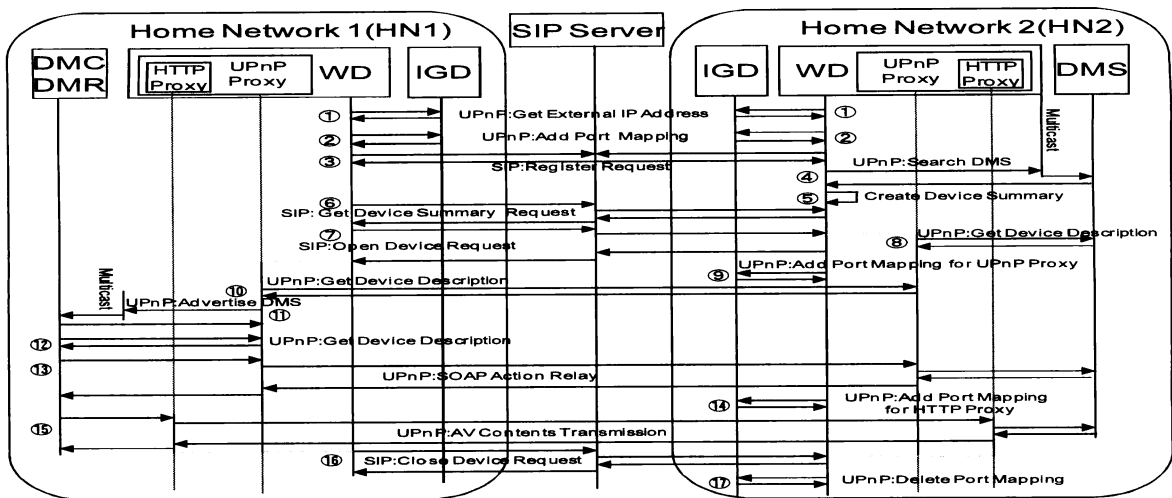 Home Network 1(HN1)
SIP Server
Home Network 2(HN2)
DMC
DMR
HTTP
Proxy
UPnP
Proxy
WD
IGD
IGD
WD
UPnP
Proxy
HTTP
Proxy
DMS
① UPnP:Get External IP Address ①
② UPnP:Add Port Mapping ②
Multicast
③ SIP:Register Request
UPnP:Search DMS
④
⑤ Create Device Summary
⑥
SIP: Get Device Summary Request
⑦
SIP:Open Device Request
UPnP:Get Device Description
⑧
UPnP:Add Port Mapping for UPnP Proxy
⑨
Multicast
UPnP:Get Device Description
⑩
UPnP:Advertise DMS
⑪
⑫ UPnP:Get Device Description
⑬
UPnP:SOAP Action Relay
⑭ UPnP:Add Port Mapping
for HTTP Proxy
⑮
UPnP:AV Contents Transmission
⑯ SIP:Close Device Request
⑰ UPnP:Delete Port Mapping